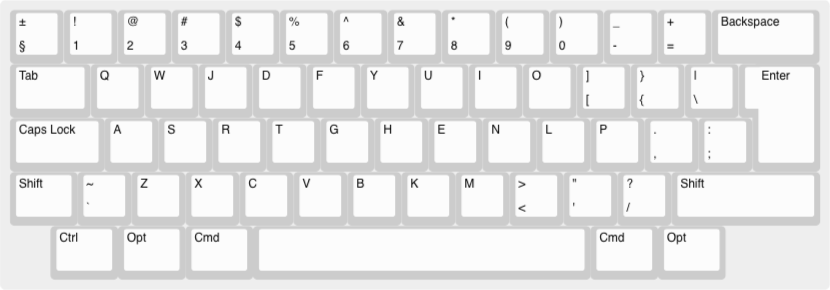 ± ! @ # $ % ^ & * ( ) _ + Backspace
§ 1 2 3 4 5 6 7 8 9 0 - =
Tab Q W J D F Y U I O ] } | Enter
[ { \
Caps Lock A S R T G H E N L P . :
, ;
Shift ~ Z X C V B K M > " ? Shift
` < ' /
Ctrl Opt Cmd Cmd Opt